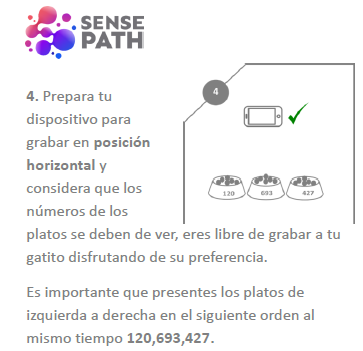 SENSE
PATH
4. Prepara tu
dispositivo para
grabar en posición
horizontal y
considera que los
números de los
platos se deben de ver, eres libre de grabar a tu
gatito disfrutando de su preferencia.
4
120 693 427
Es importante que presentes los platos de
izquierda a derecha en el siguiente orden al
mismo tiempo 120,693,427.